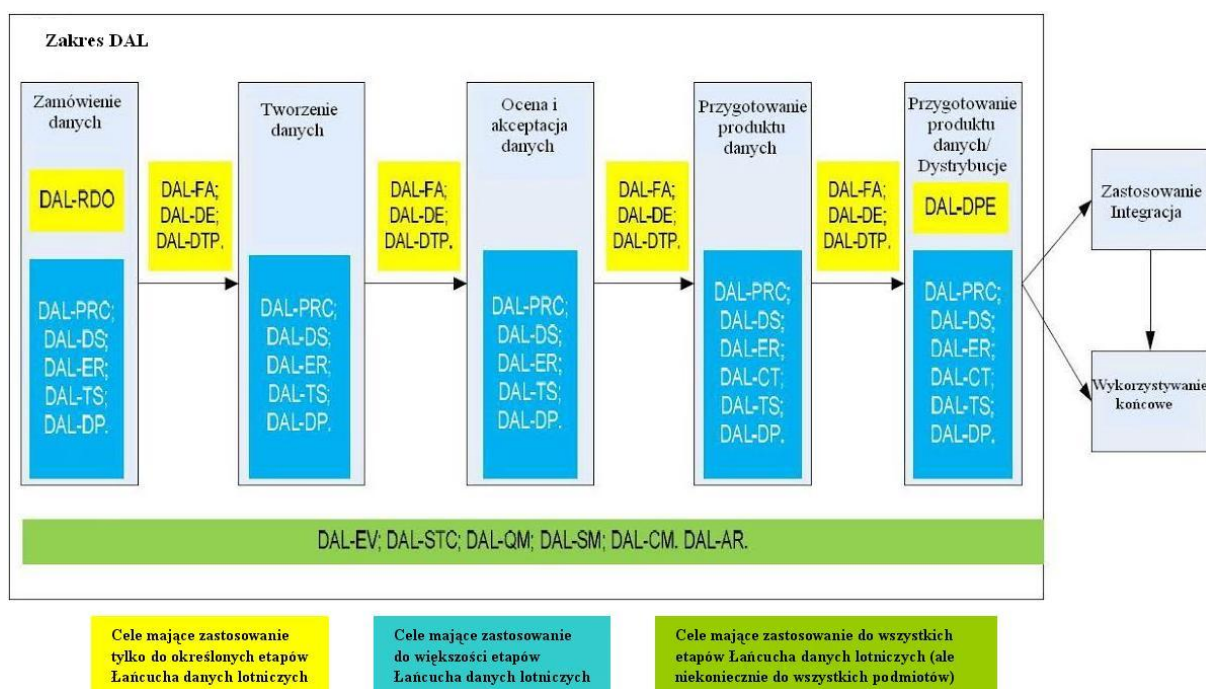 Zakres DAL
Zamówienie
danych
DAL-RDO
DAL-PRC;
DAL-DS;
DAL-ER;
DAL-TS;
DAL-DP.
DAL-FA;
DAL-DE;
DAL-DTP.
Tworzenie
danych
DAL-PRC;
DAL-DS;
DAL-ER;
DAL-TS;
DAL-DP.
DAL-FA;
DAL-DE;
DAL-DTP.
Ocena i
akceptacja
danych
DAL-PRC;
DAL-DS;
DAL-ER;
DAL-TS;
DAL-DP.
DAL-FA;
DAL-DE;
DAL-DTP.
Przygotowanie
produktu
danych
DAL-PRC;
DAL-DS;
DAL-ER;
DAL-CT;
DAL-TS;
DAL-DP.
DAL-FA;
DAL-DE;
DAL-DTP.
Przygotowanie
produktu
danych/
Dystrybucje
DAL-DPE
DAL-PRC;
DAL-DS;
DAL-ER;
DAL-CT;
DAL-TS;
DAL-DP.
Zastosowanie
Integracja
Wykorzystywanie
końcowe
DAL-EV; DAL-STC; DAL-QM; DAL-SM; DAL-CM. DAL-AR.
Cele mające zastosowanie
tylko do określonych etapów
Łańcucha danych lotniczych
Cele mające zastosowanie
do większości etapów
Łańcucha danych lotniczych
Cele mające zastosowanie do wszystkich
etapów Łańcucha danych lotniczych (ale
niekoniecznie do wszystkich podmiotów)